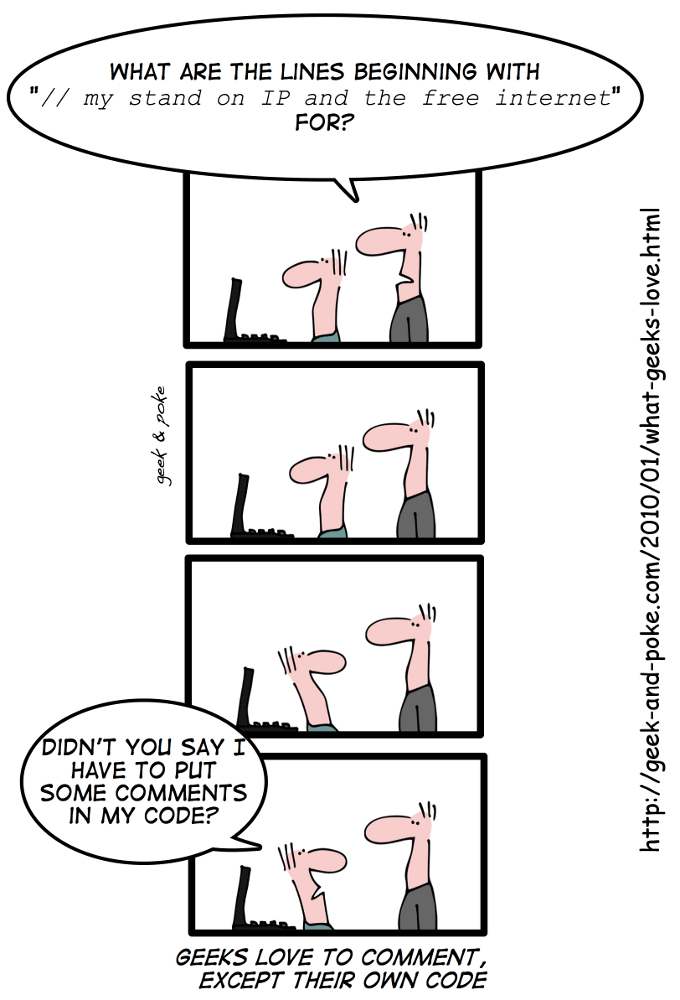 WHAT ARE THE LINES BEGINNING WITH
"// my stand on IP and the free internet"
FOR?
geek & poke
DIDN'T YOU SAY I
HAVE TO PUT
SOME COMMENTS
IN MY CODE?
GEEKS LOVE TO COMMENT,
EXCEPT THEIR OWN CODE
http://geek-and-poke.com/2010/01/what-geeks-love.html